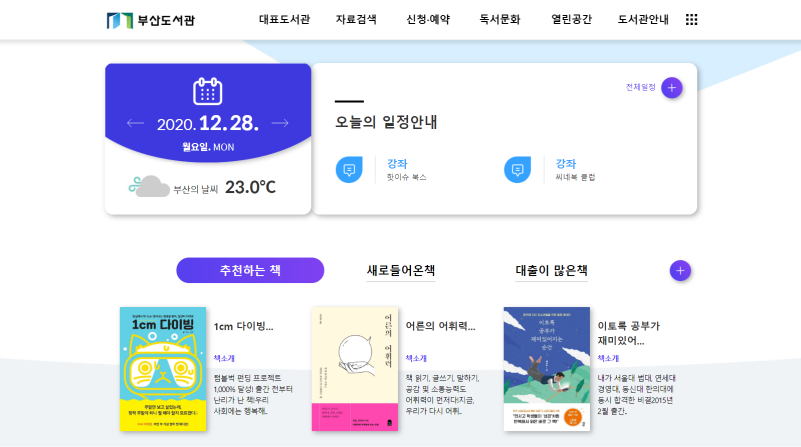 부산도서관
대표도서관 자료검색 신청·예약 독서문화 열린공간 도서관안내
2020. 12. 28.
월요일. MON
부산의 날씨 23.0℃
전체일정
오늘의 일정안내
강좌
핫이슈 북스
강좌
씨네북 클럽
추천하는 책
새로들어온책
대출이 많은책
1cm 다이빙
1cm 다이빙...
책소개
텀블벅 펀딩 프로젝트
1,000% 달성! 출간 전부터
난리가 난 책!우리
사회에는 행복해,
어른의 어휘력
어른의 어휘력...
책소개
책 읽기, 글쓰기, 말하기,
공감 및 소통능력도
어휘력이 먼저다!지금,
우리가 다시 어휘,
이토록
공부가
재미있어지는
순간
이토록 공부가
재미있어...
책소개
내가 서울대 법대, 연세대
경영대, 동신대 한의대에
동시 합격한 비결2015년
2월 출간,